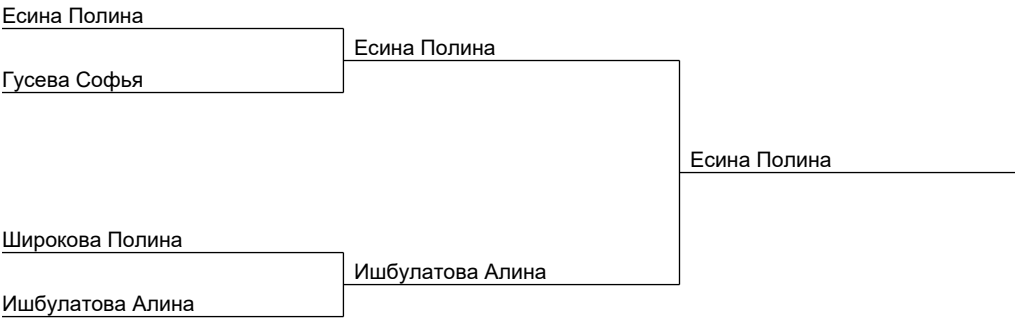 Есина Полина
Есина Полина
Гусева Софья
Есина Полина
Широкова Полина
Ишбулатова Алина
Ишбулатова Алина